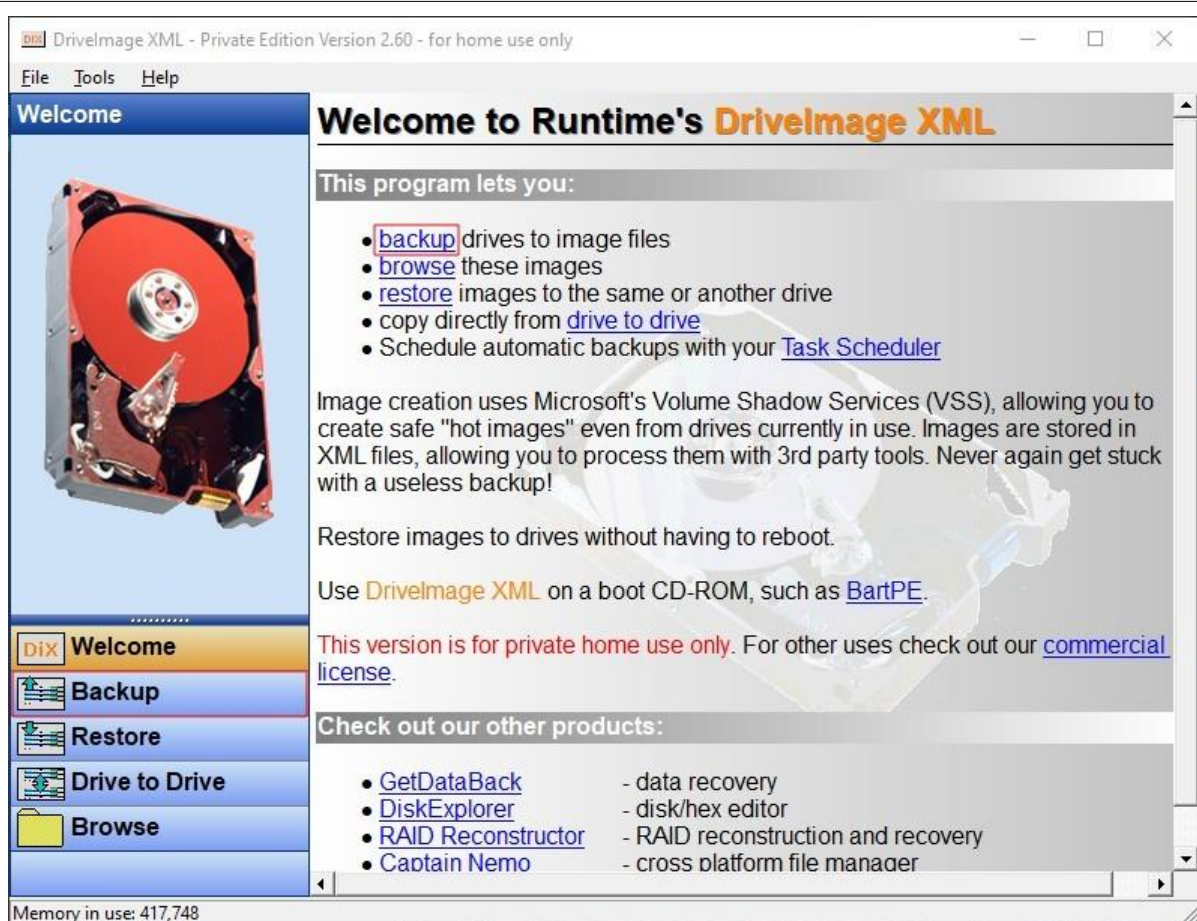 DIX DriveImage XML - Private Edition Version 2.60 - for home use only
File Tools Help
Welcome
Welcome to Runtime's DriveImage XML
This program lets you:
• backup drives to image files
• browse these images
• restore images to the same or another drive
• copy directly from drive to drive
• Schedule automatic backups with your Task Scheduler
Image creation uses Microsoft's Volume Shadow Services (VSS), allowing you to
create safe "hot images" even from drives currently in use. Images are stored in
XML files, allowing you to process them with 3rd party tools. Never again get stuck
with a useless backup!
Restore images to drives without having to reboot.
Use DriveImage XML on a boot CD-ROM, such as BartPE.
This version is for private home use only. For other uses check out our commercial
license.
Check out our other products:
• GetDataBack - data recovery
• DiskExplorer - disk/hex editor
• RAID Reconstructor - RAID reconstruction and recovery
• Captain Nemo - cross platform file manager
DiX Welcome
Backup
Restore
Drive to Drive
Browse
Memory in use: 417,748